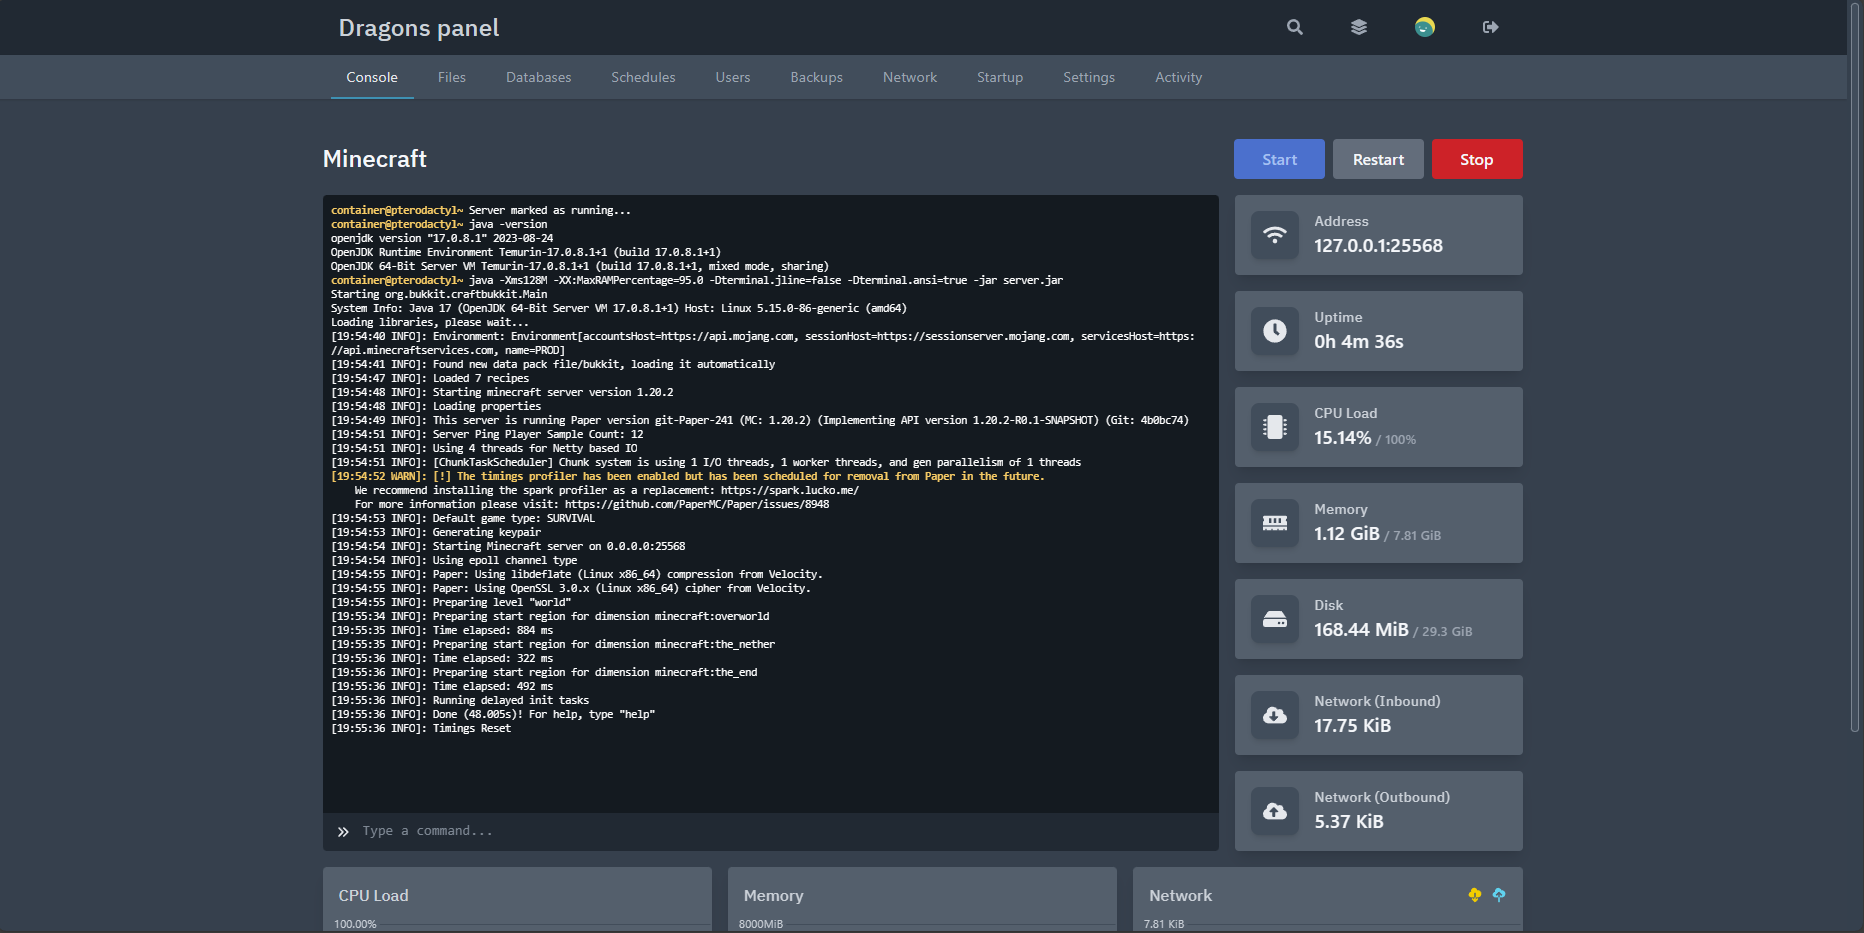 Dragons panel
Console Files Databases Schedules Users Backups Network Startup Settings Activity
Minecraft
Start Restart Stop
container@pterodactyl~ Server marked as running...
container@pterodactyl~ java -version
openjdk version "17.0.8.1" 2023-08-24
OpenJDK Runtime Environment Temurin-17.0.8.1+1 (build 17.0.8.1+1)
OpenJDK 64-Bit Server VM Temurin-17.0.8.1+1 (build 17.0.8.1+1, mixed mode, sharing)
container@pterodactyl~ java -Xms128M -XX:MaxRAMPercentage=95.0 -Dterminal.jline=false -Dterminal.ansi=true -jar server.jar
Starting org.bukkit.craftbukkit.Main
System Info: Java 17 (OpenJDK 64-Bit Server VM 17.0.8.1+1) Host: Linux 5.15.0-86-generic (amd64)
Loading libraries, please wait...
[19:54:40 INFO]: Environment: Environment[accountsHost=https://api.mojang.com, sessionHost=https://sessionserver.mojang.com, servicesHost=https:
//api.minecraftservices.com, name=PROD]
[19:54:41 INFO]: Found new data pack file/bukkit, loading it automatically
[19:54:47 INFO]: Loaded 7 recipes
[19:54:48 INFO]: Starting minecraft server version 1.20.2
[19:54:48 INFO]: Loading properties
[19:54:49 INFO]: This server is running Paper version git-Paper-241 (MC: 1.20.2) (Implementing API version 1.20.2-R0.1-SNAPSHOT) (Git: 4b0bc74)
[19:54:51 INFO]: Server Ping Player Sample Count: 12
[19:54:51 INFO]: Using 4 threads for Netty based IO
[19:54:51 INFO]: [ChunkTaskScheduler] Chunk system is using 1 I/O threads, 1 worker threads, and gen parallelism of 1 threads
[19:54:52 WARN]: [!] The timings profiler has been enabled but has been scheduled for removal from Paper in the future.
We recommend installing the spark profiler as a replacement: https://spark.lucko.me/
For more information please visit: https://github.com/PaperMC/Paper/issues/8948
[19:54:53 INFO]: Default game type: SURVIVAL
[19:54:53 INFO]: Generating keypair
[19:54:54 INFO]: Starting Minecraft server on 0.0.0.0:25568
[19:54:54 INFO]: Using epoll channel type
[19:54:55 INFO]: Paper: Using libdeflate (Linux x86_64) compression from Velocity.
[19:54:55 INFO]: Paper: Using OpenSSL 3.0.x (Linux x86_64) cipher from Velocity.
[19:54:55 INFO]: Preparing level "world"
[19:55:34 INFO]: Preparing start region for dimension minecraft:overworld
[19:55:35 INFO]: Time elapsed: 884 ms
[19:55:35 INFO]: Preparing start region for dimension minecraft:the_nether
[19:55:36 INFO]: Time elapsed: 322 ms
[19:55:36 INFO]: Preparing start region for dimension minecraft:the_end
[19:55:36 INFO]: Time elapsed: 492 ms
[19:55:36 INFO]: Running delayed init tasks
[19:55:36 INFO]: Done (48.005s)! For help, type "help"
[19:55:36 INFO]: Timings Reset
Type a command...
Address
127.0.0.1:25568
Uptime
0h 4m 36s
CPU Load
15.14% / 100%
Memory
1.12 GiB / 7.81 GiB
Disk
168.44 MiB / 29.3 GiB
Network (Inbound)
17.75 KiB
Network (Outbound)
5.37 KiB
CPU Load
100.00%
Memory
8000MiB
Network
7.81 KiB